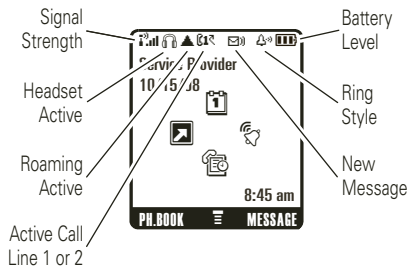 Signal
Strength
Battery
Level
Headset
Active
Service Provider
10/15/08
1
Ring
Style
Roaming
Active
New
Message
8:45 am
PH.BOOK MESSAGE
Active Call
Line 1 or 2